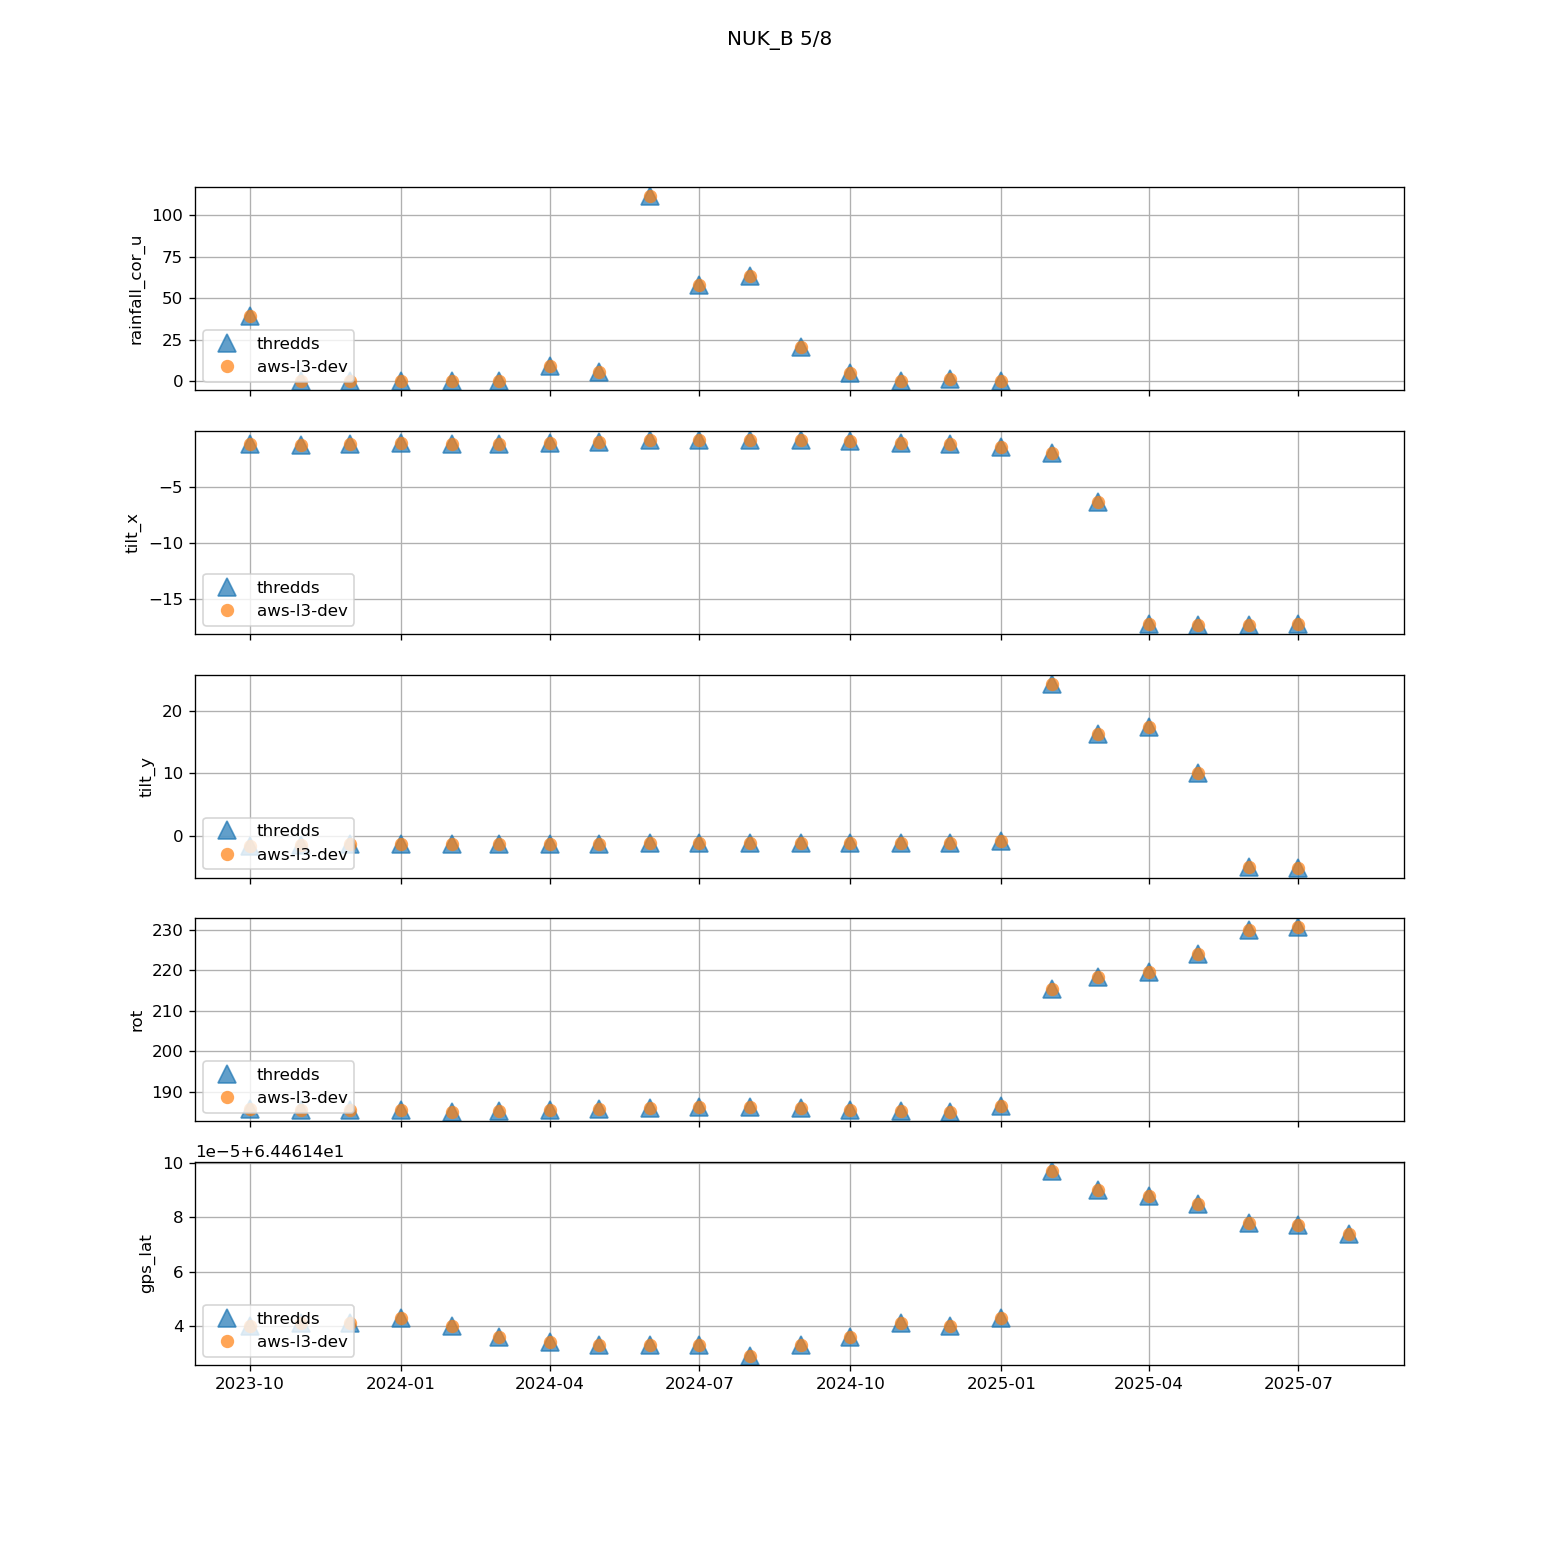 NUK_B 5/8
rainfall_cor_u
100
75
50
25
0
thredds
aws-l3-dev
tilt_x
−5
−10
−15
thredds
aws-l3-dev
tilt_y
20
10
0
thredds
aws-l3-dev
rot
230
220
210
200
190
thredds
aws-l3-dev
1e−5+6.44614e1
gps_lat
10
8
6
4
thredds
aws-l3-dev
2023-10 2024-01 2024-04 2024-07 2024-10 2025-01 2025-04 2025-07